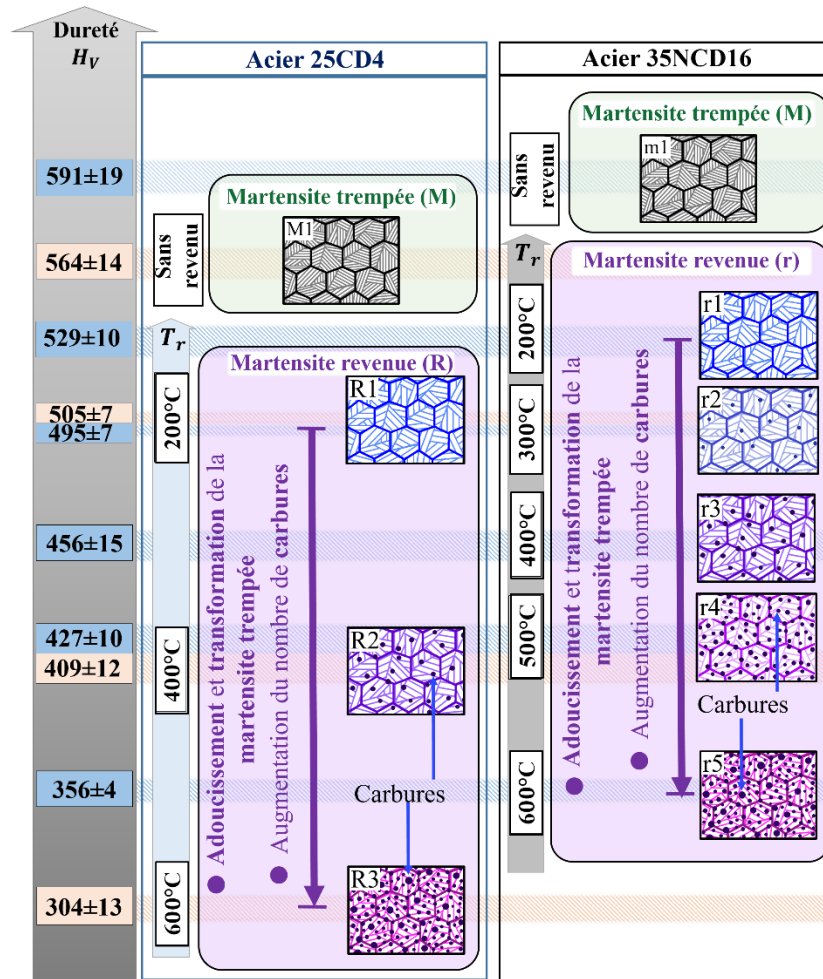 Dureté
H_V
591±19
564±14
529±10
505±7
495±7
456±15
427±10
409±12
356±4
304±13
Acier 25CD4
Martensite trempée (M)
Sans
revenu
M1
T_r
Martensite revenue (R)
200°C
400°C
600°C
R1
R2
R3
● Adoucissement et transformation de la
martensite trempée
● Augmentation du nombre de carbures
Carbures
Acier 35NCD16
Martensite trempée (M)
Sans
revenu
m1
T_r
Martensite revenue (r)
200°C
300°C
400°C
500°C
600°C
r1
r2
r3
r4
r5
● Adoucissement et transformation de la
martensite trempée
● Augmentation du nombre de carbures
Carbures